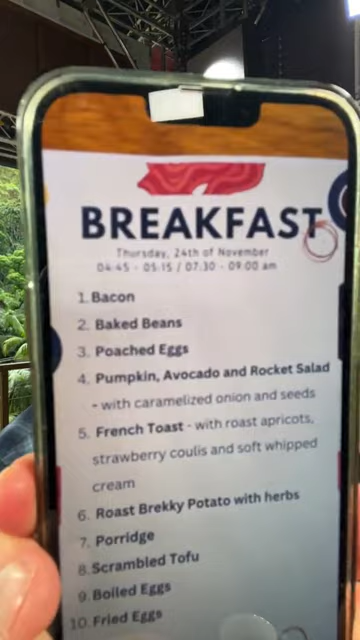 BREAKFAST
Thursday, 24th of November
04:45 - 05:15 / 07:30 - 09:00 am
1. Bacon
2. Baked Beans
3. Poached Eggs
4. Pumpkin, Avocado and Rocket Salad
- with caramelized onion and seeds
5. French Toast - with roast apricots,
strawberry coulis and soft whipped
cream
6. Roast Brekky Potato with herbs
7. Porridge
8. Scrambled Tofu
9. Boiled Eggs
10. Fried Eggs